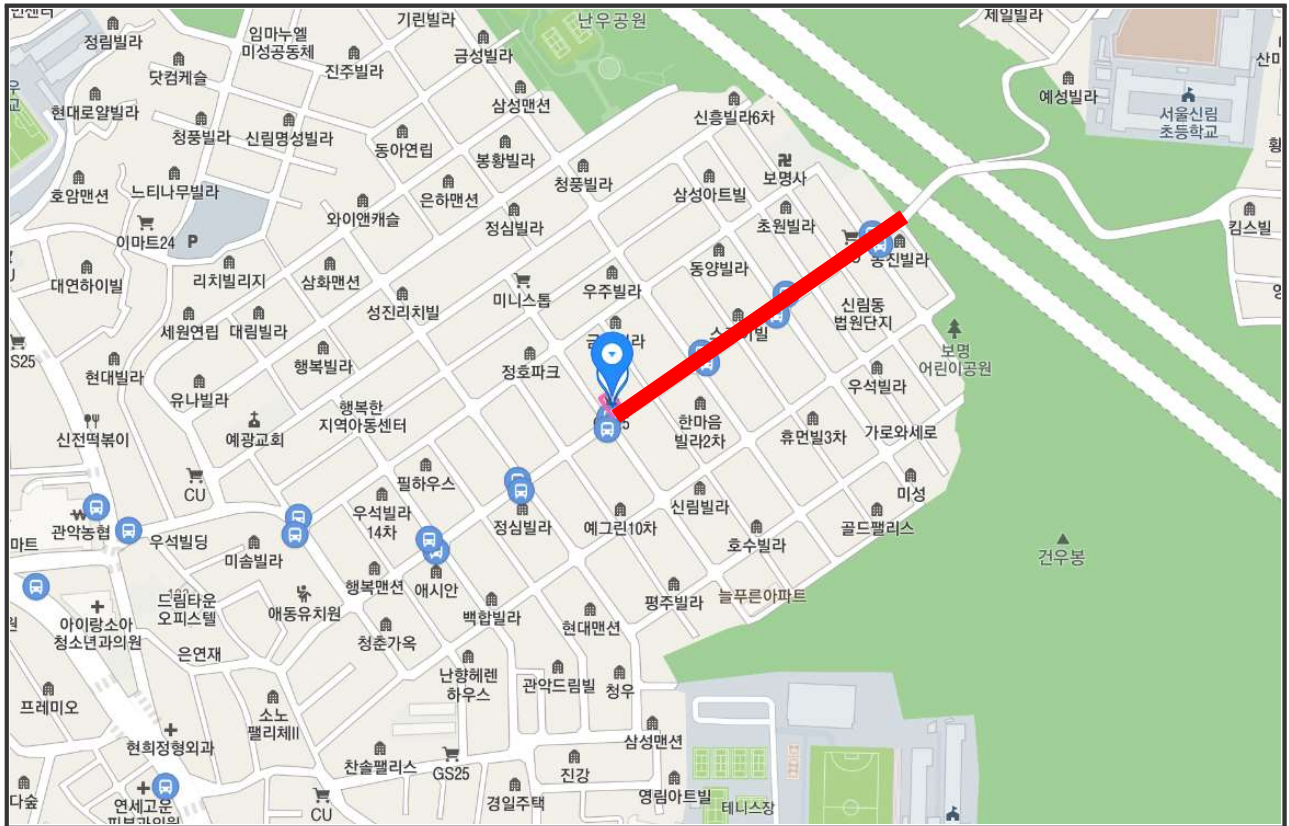 기린빌라
난우공원
제일빌라
정림빌라
임마누엘
미성공동체
금성빌라
진주빌라
닷컴케슬
예성빌라
삼성맨션
현대로얄빌라
서울신림
초등학교
신흥빌라6차
청풍빌라
신림명성빌라
동아연립
봉황빌라
보명사
청풍빌라
호암맨션
느티나무빌라
은하맨션
삼성아트빌
와이앤캐슬
정심빌라
초원빌라
킴스빌
이마트24
P
동양빌라
리치빌리지
삼화맨션
대연하이빌
우주빌라
미니스톱
신림동
법원단지
성진리치빌
세원연립
대림빌라
보명
어린이공원
GS25
행복빌라
정호파크
현대빌라
우석빌라
유나빌라
행복한
지역아동센터
한마음
빌라2차
가로와세로
휴먼빌3차
신전떡볶이
예광교회
필하우스
CU
미성
우석빌라
14차
신림빌라
관악농협
정심빌라
예그린10차
골드팰리스
우석빌딩
호수빌라
미솜빌라
건우봉
행복맨션
애시안
드림타운
오피스텔
애동유치원
평주빌라
늘푸른아파트
아이랑소아
청소년과의원
백합빌라
현대맨션
청춘가옥
은연재
난향헤렌
하우스
관악드림빌
청우
프레미오
소노
팰리체II
삼성맨션
현희정형외과
찬솔팰리스
GS25
진강
영림아트빌
경일주택
테니스장
다숲
연세고운
피부과의원
CU